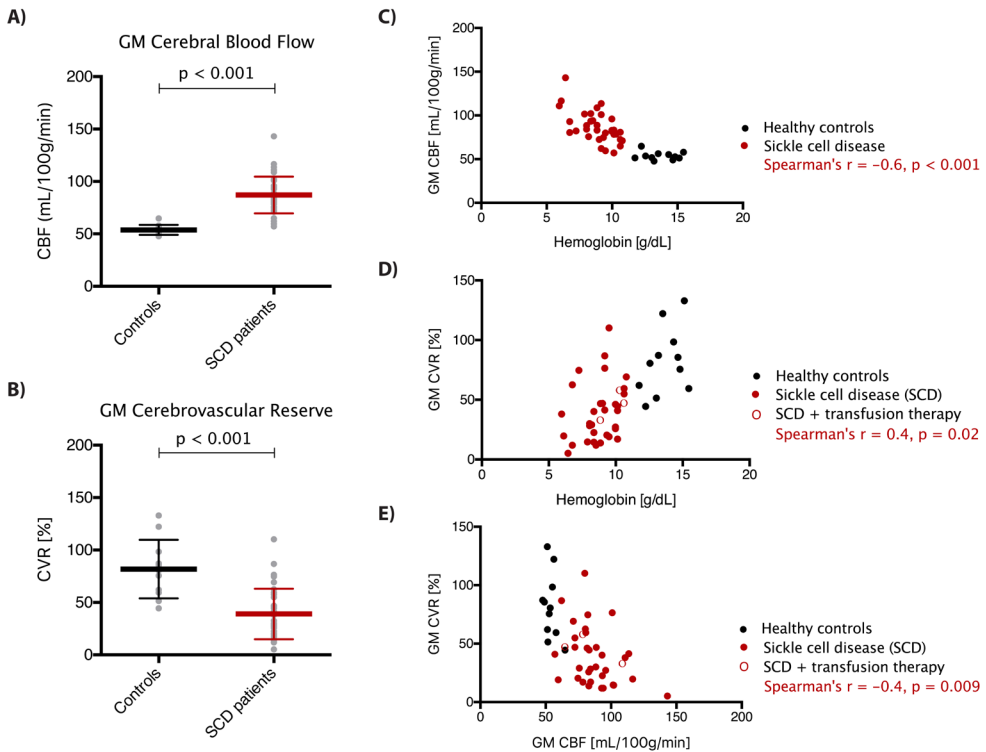 A)
GM Cerebral Blood Flow
p < 0.001
CBF (mL/100g/min)
200
150
100
50
0
Controls
SCD patients
B)
GM Cerebrovascular Reserve
p < 0.001
CVR [%]
200
150
100
50
0
Controls
SCD patients
C)
GM CBF [mL/100g/min]
200
150
100
50
0
0
5
10
15
20
Hemoglobin [g/dL]
Healthy controls
Sickle cell disease
Spearman's r = –0.6, p < 0.001
D)
GM CVR [%]
150
100
50
0
0
5
10
15
20
Hemoglobin [g/dL]
Healthy controls
Sickle cell disease (SCD)
SCD + transfusion therapy
Spearman's r = 0.4, p = 0.02
E)
GM CVR [%]
150
100
50
0
50
100
150
200
GM CBF [mL/100g/min]
Healthy controls
Sickle cell disease (SCD)
SCD + transfusion therapy
Spearman's r = –0.4, p = 0.009